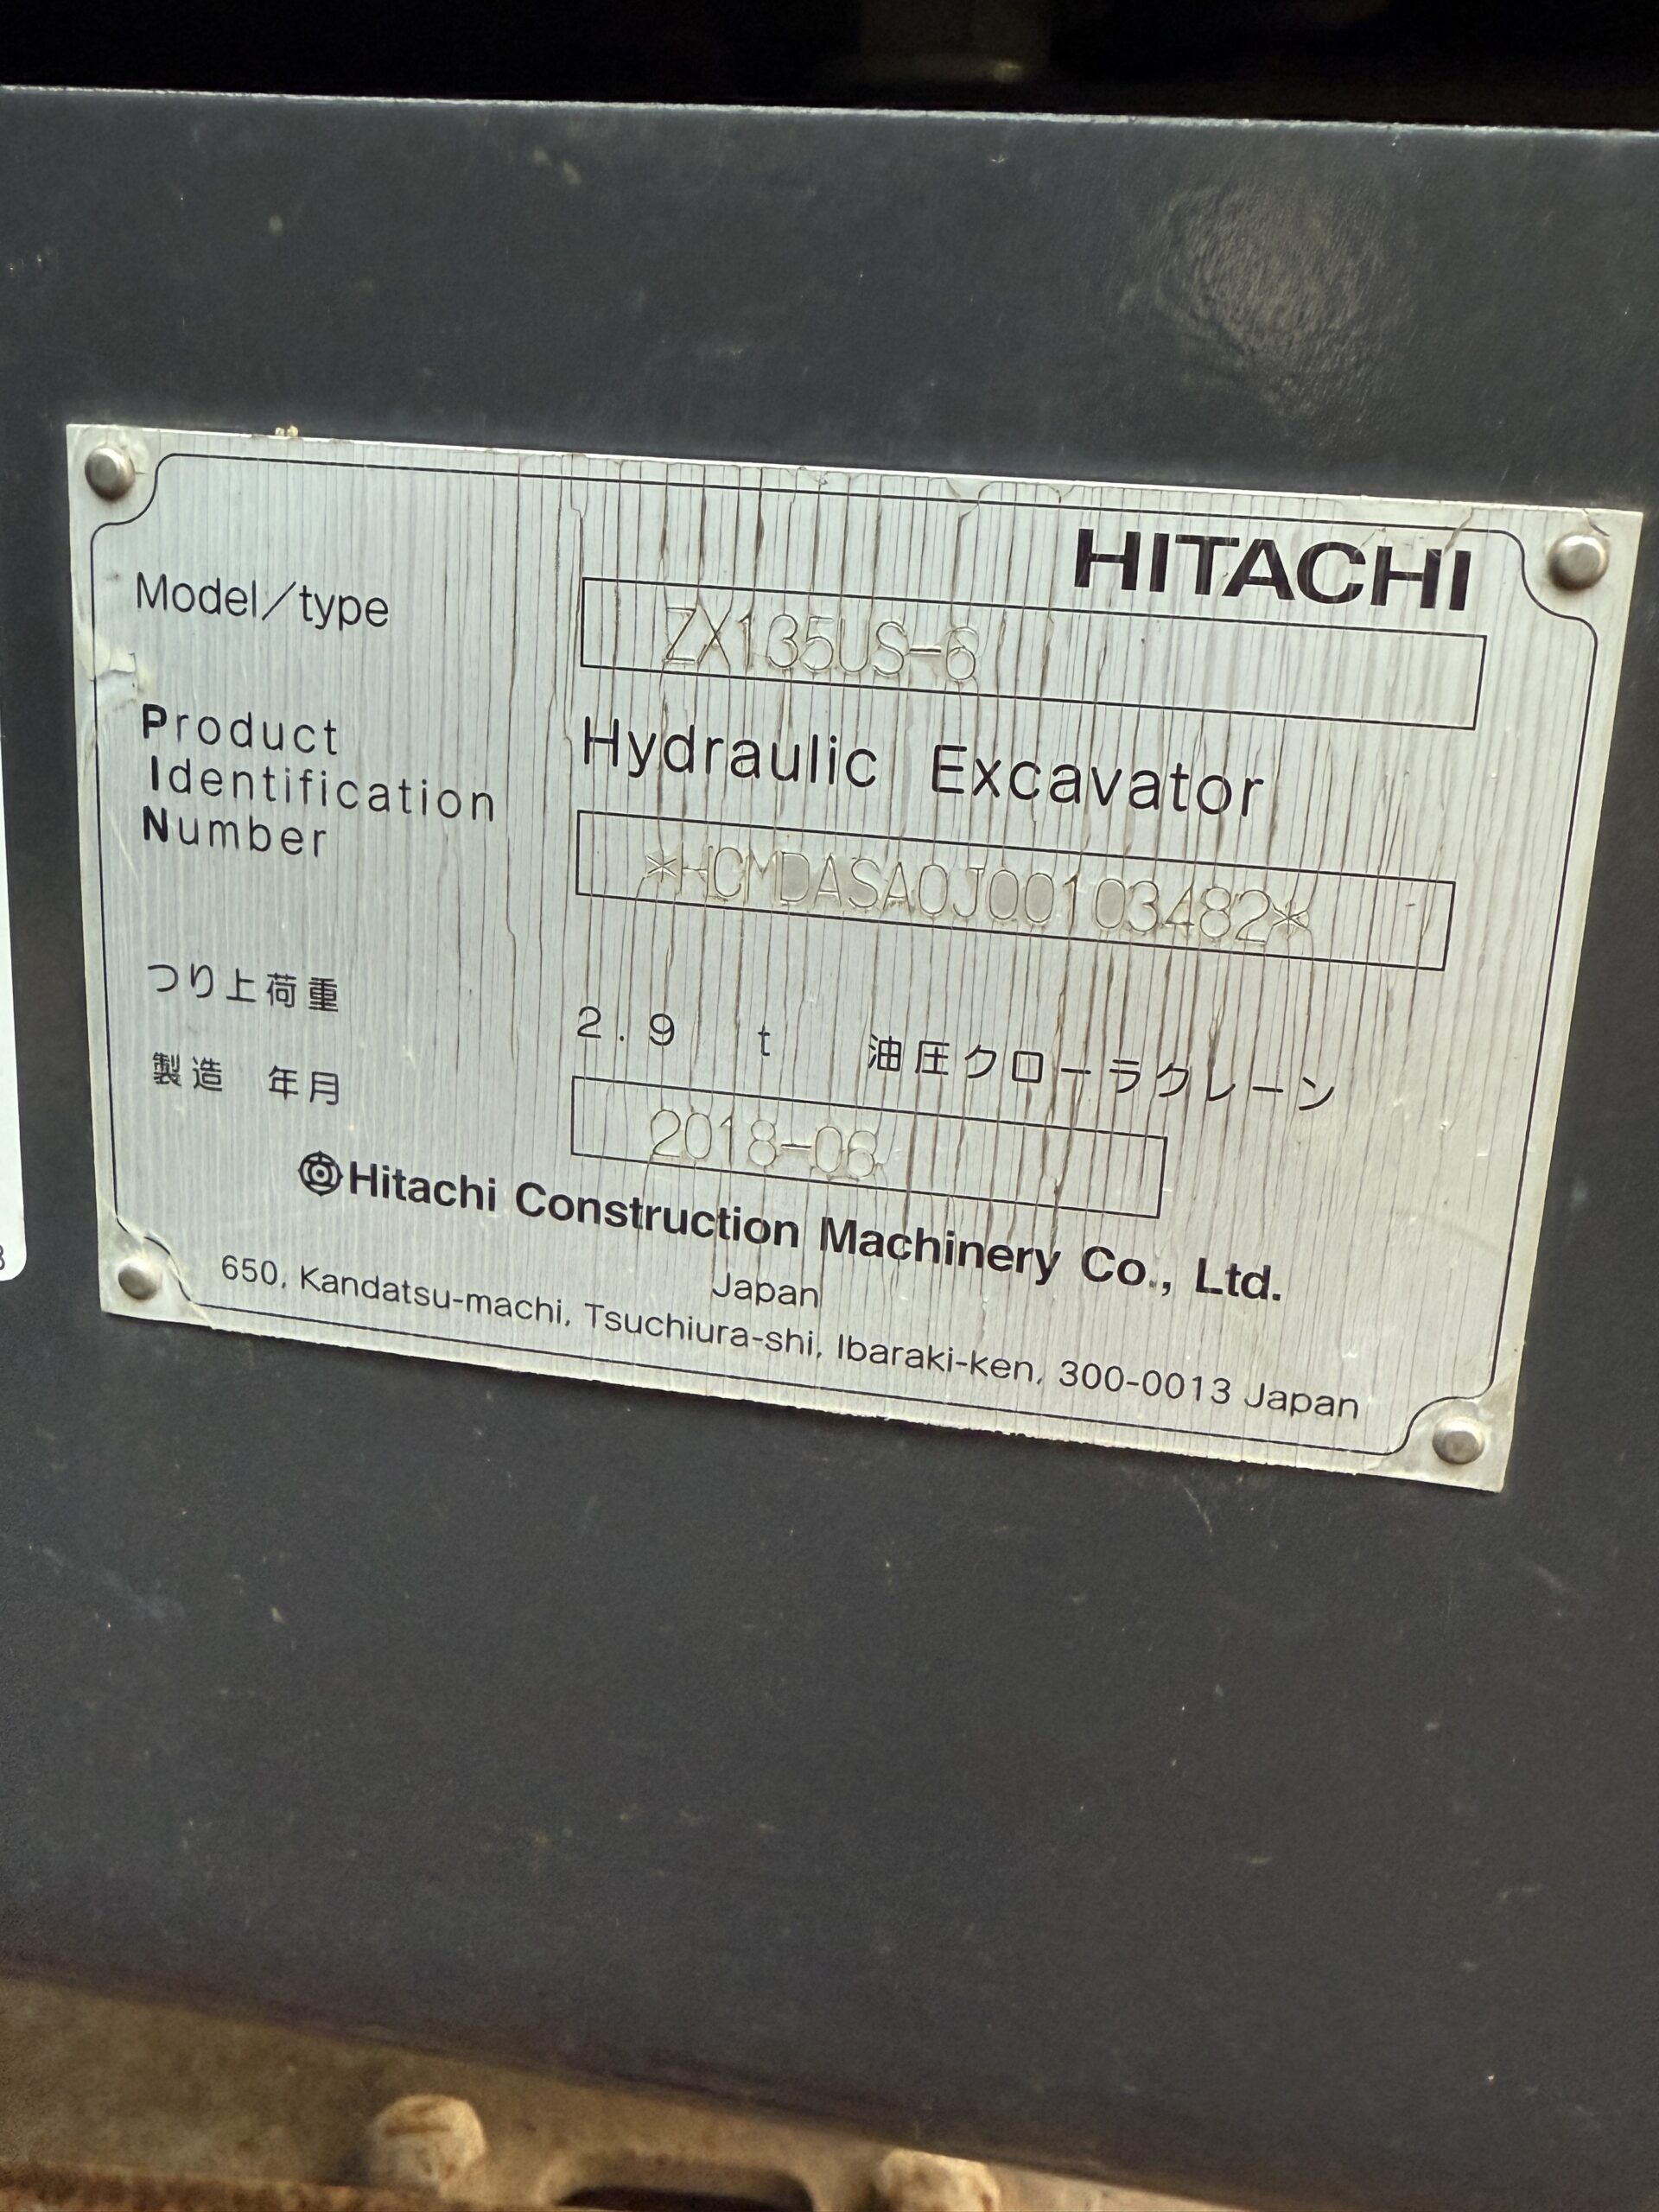 HITACHI
Model/type ZX135US-6
Hydraulic Excavator
Product
Identification
Number
*HCMDASA0J00103482*
つり上荷重 2.9 t 油圧クローラクレーン
製造 年月 2018-06
Hitachi Construction Machinery Co., Ltd.
Japan
650, Kandatsu-machi, Tsuchiura-shi, Ibaraki-ken, 300-0013 Japan